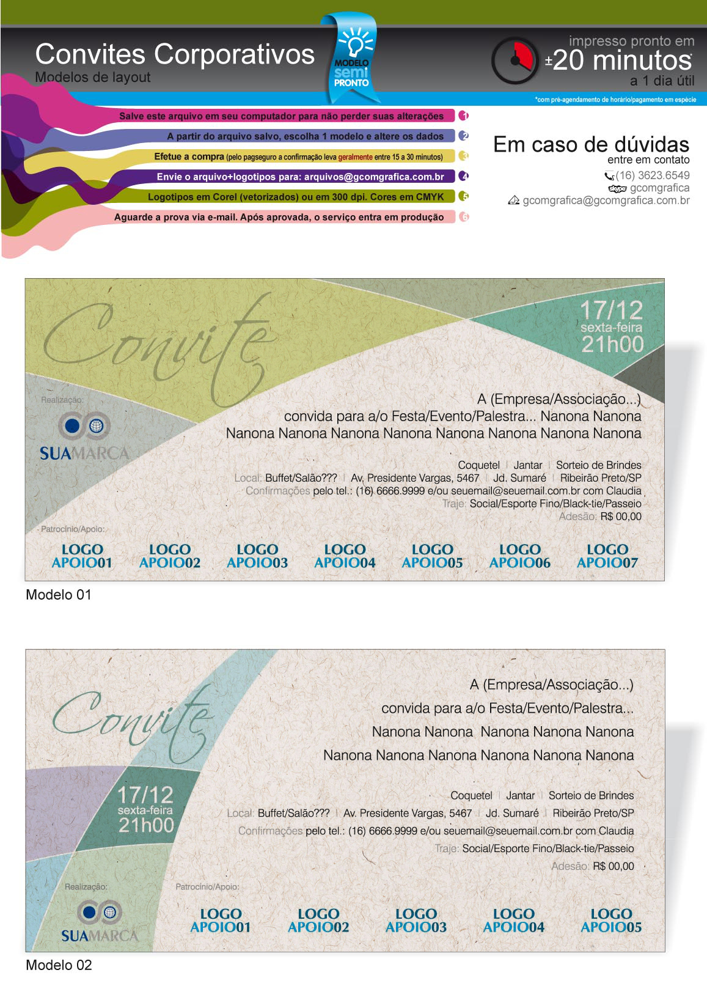 Convites Corporativos
Modelos de layout
MODELO
semi
PRONTO
impresso pronto em
±20 minutos*
a 1 dia útil
*com pré-agendamento de horário/pagamento em espécie
Salve este arquivo em seu computador para não perder suas alterações 1
A partir do arquivo salvo, escolha 1 modelo e altere os dados 2
Efetue a compra (pelo pagseguro a confirmação leva geralmente entre 15 a 30 minutos) 3
Envie o arquivo+logotipos para: arquivos@gcomgrafica.com.br 4
Logotipos em Corel (vetorizados) ou em 300 dpi. Cores em CMYK 5
Aguarde a prova via e-mail. Após aprovada, o serviço entra em produção 6
Em caso de dúvidas
entre em contato
(16) 3623.6549
skype gcomgrafica
gcomgrafica@gcomgrafica.com.br
Convite
17/12
sexta-feira
21h00
Realização:
SUAMARCA
A (Empresa/Associação...)
convida para a/o Festa/Evento/Palestra... Nanona Nanona
Nanona Nanona Nanona Nanona Nanona Nanona Nanona Nanona
Coquetel | Jantar | Sorteio de Brindes
Local: Buffet/Salão??? | Av. Presidente Vargas, 5467 | Jd. Sumaré | Ribeirão Preto/SP
Confirmações pelo tel.: (16) 6666.9999 e/ou seuemail@seuemail.com.br com Claudia
Traje: Social/Esporte Fino/Black-tie/Passeio
Adesão: R$ 00,00
Patrocínio/Apoio:
LOGO LOGO LOGO LOGO LOGO LOGO LOGO
APOIO01 APOIO02 APOIO03 APOIO04 APOIO05 APOIO06 APOIO07
Modelo 01
Convite
17/12
sexta-feira
21h00
A (Empresa/Associação...)
convida para a/o Festa/Evento/Palestra...
Nanona Nanona  Nanona Nanona Nanona
Nanona Nanona Nanona Nanona Nanona Nanona
Coquetel | Jantar | Sorteio de Brindes
Local: Buffet/Salão??? | Av. Presidente Vargas, 5467 | Jd. Sumaré | Ribeirão Preto/SP
Confirmações pelo tel.: (16) 6666.9999 e/ou seuemail@seuemail.com.br com Claudia
Traje: Social/Esporte Fino/Black-tie/Passeio
Adesão: R$ 00,00
Realização:
SUAMARCA
Patrocínio/Apoio:
LOGO LOGO LOGO LOGO LOGO
APOIO01 APOIO02 APOIO03 APOIO04 APOIO05
Modelo 02